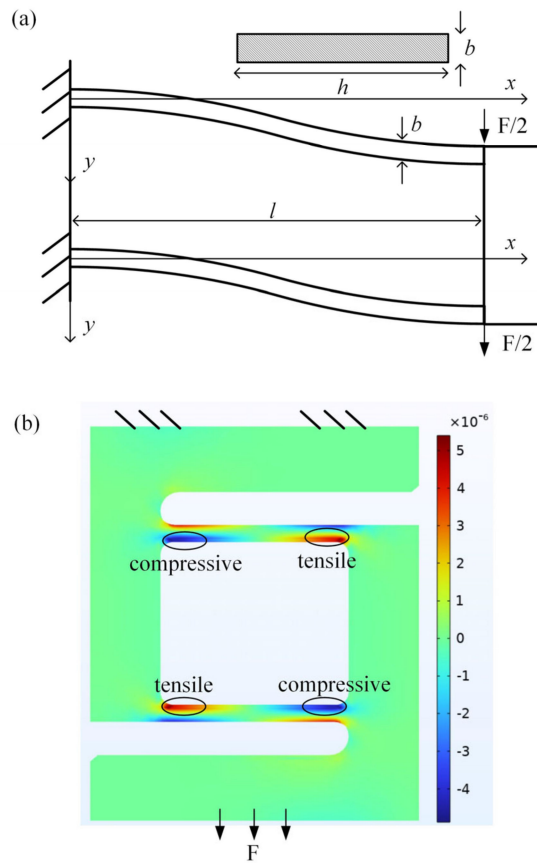 (a)
b
h
x
b
F/2
y
l
x
y
F/2
(b)
×10⁻⁶
5
4
3
2
1
0
-1
-2
-3
-4
compressive
tensile
tensile
compressive
F